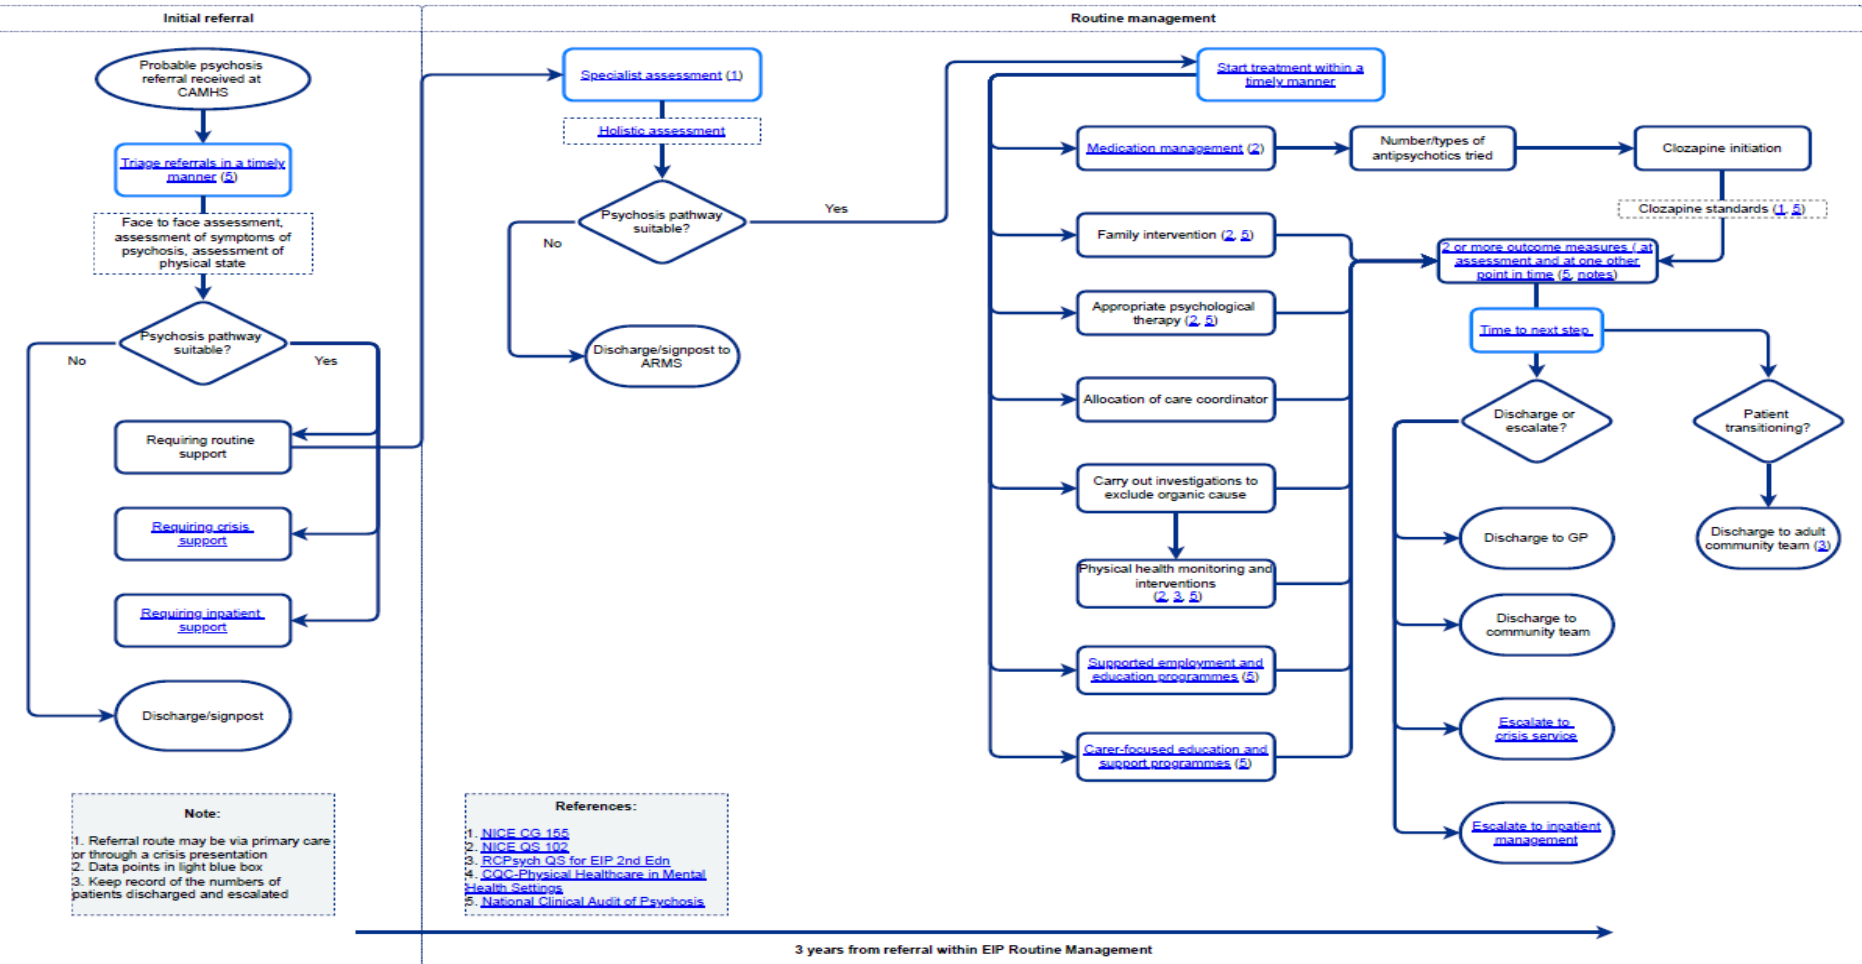 Initial referral
Routine management
Probable psychosis
referral received at
CAMHS
Triage referrals in a timely
manner (5)
Face to face assessment,
assessment of symptoms of
psychosis, assessment of
physical state
Psychosis pathway
suitable?
No
Yes
Requiring routine
support
Requiring crisis
support
Requiring inpatient
support
Discharge/signpost
Note:
1. Referral route may be via primary care
or through a crisis presentation
2. Data points in light blue box
3. Keep record of the numbers of
patients discharged and escalated
Specialist assessment (1)
Holistic assessment
Psychosis pathway
suitable?
No
Yes
Discharge/signpost to
ARMS
References:
1. NICE CG 155
2. NICE QS 102
3. RCPsych QS for EIP 2nd Edn
4. CQC-Physical Healthcare in Mental
Health Settings
5. National Clinical Audit of Psychosis
Start treatment within a
timely manner
Medication management (2)
Number/types of
antipsychotics tried
Clozapine initiation
Clozapine standards (1, 5)
Family intervention (2, 5)
Appropriate psychological
therapy (2, 5)
Allocation of care coordinator
Carry out investigations to
exclude organic cause
Physical health monitoring and
interventions
(2, 3, 5)
Supported employment and
education programmes (5)
Carer-focused education and
support programmes (5)
2 or more outcome measures ( at
assessment and at one other
point in time (5, notes)
Time to next step
Discharge or
escalate?
Patient
transitioning?
Discharge to GP
Discharge to adult
community team (3)
Discharge to
community team
Escalate to
crisis service
Escalate to inpatient
management
3 years from referral within EIP Routine Management